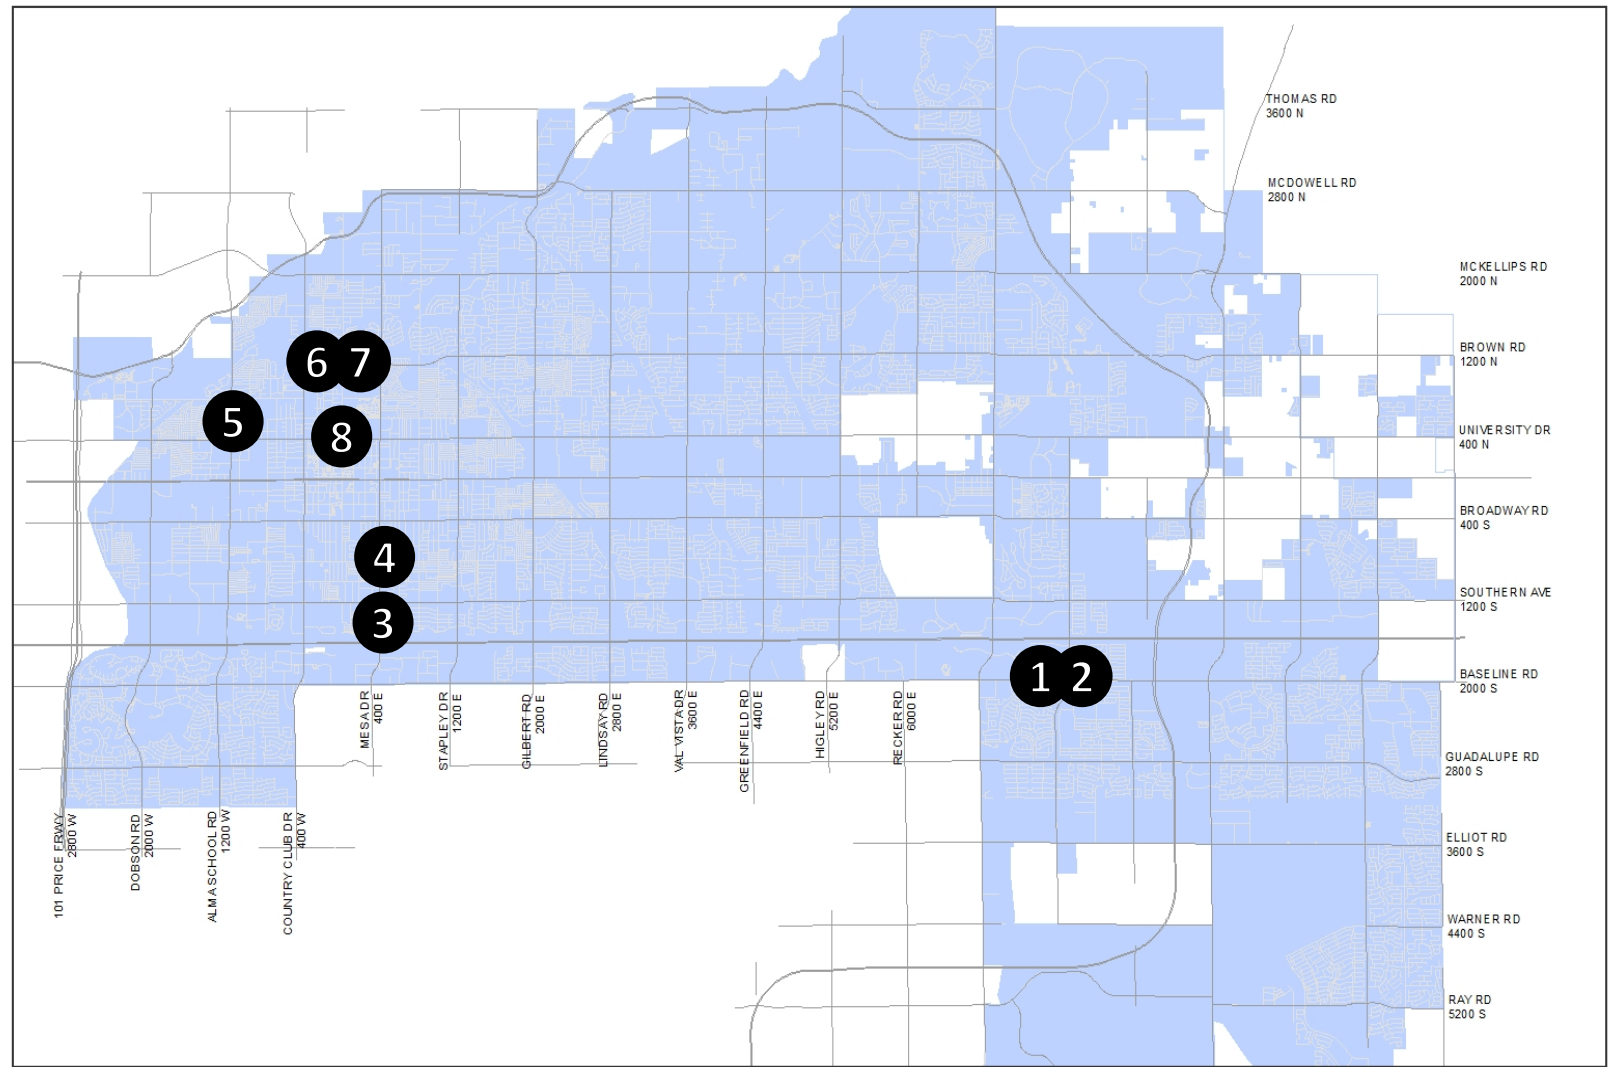 THOMAS RD
3600 N
MCDOWELL RD
2800 N
MCKELLIPS RD
2000 N
BROWN RD
1200 N
UNIVERSITY DR
400 N
BROADWAY RD
400 S
SOUTHERN AVE
1200 S
BASELINE RD
2000 S
GUADALUPE RD
2800 S
ELLIOT RD
3600 S
WARNER RD
4400 S
RAY RD
5200 S
6
7
5
8
4
3
1
2
MESA DR
400 E
STAPLEY DR
1200 E
GILBERT RD
2000 E
LINDSAY RD
2800 E
VAL VISTA DR
3600 E
GREENFIELD RD
4400 E
HIGLEY RD
5200 E
RECKER RD
6000 E
101 PRICE FRWY
2800 W
DOBSON RD
2000 W
ALMA SCHOOL RD
1200 W
COUNTRY CLUB DR
400 W